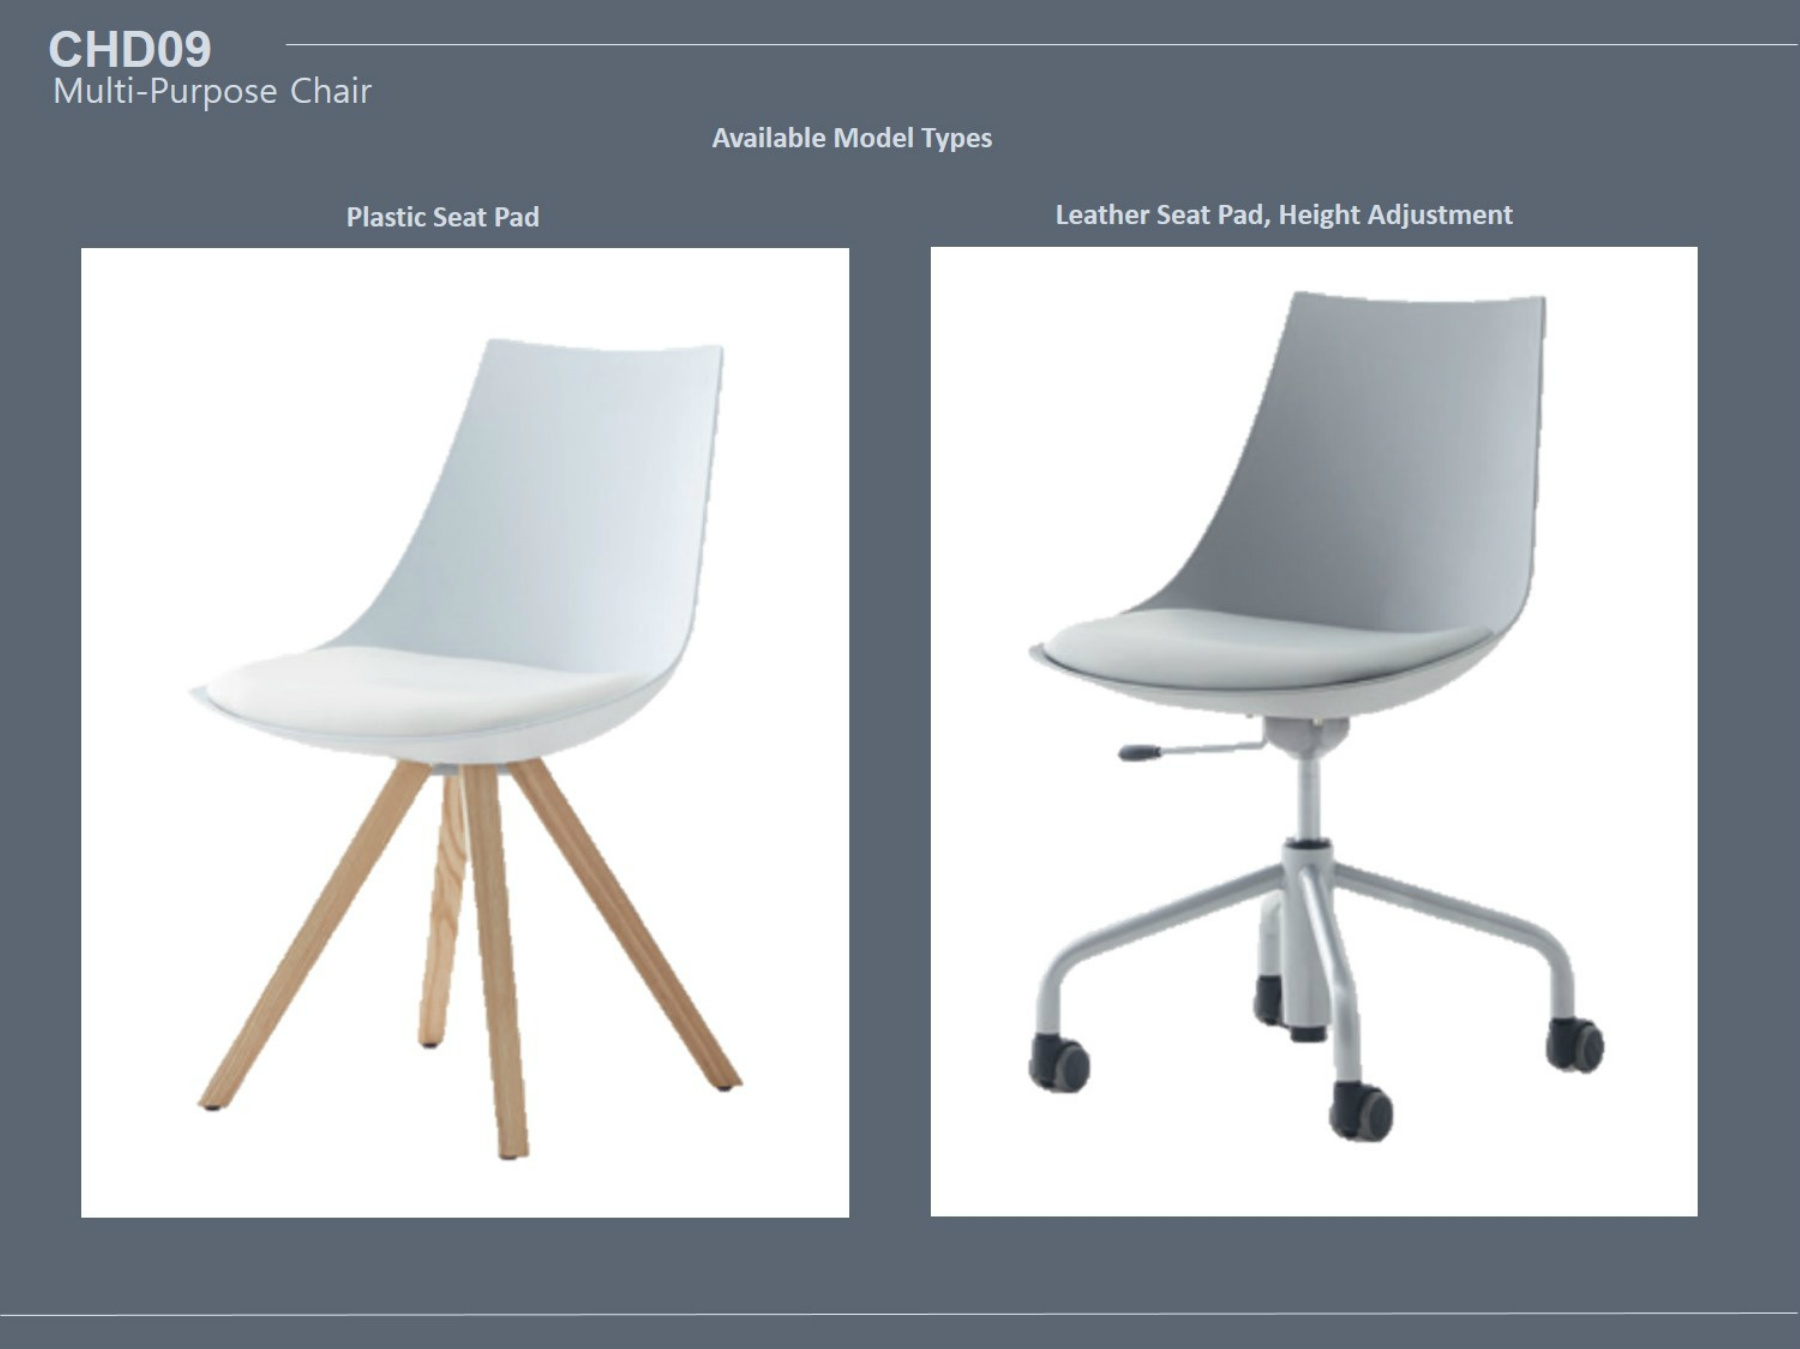 CHD09
Multi-Purpose Chair
Available Model Types
Plastic Seat Pad
Leather Seat Pad, Height Adjustment